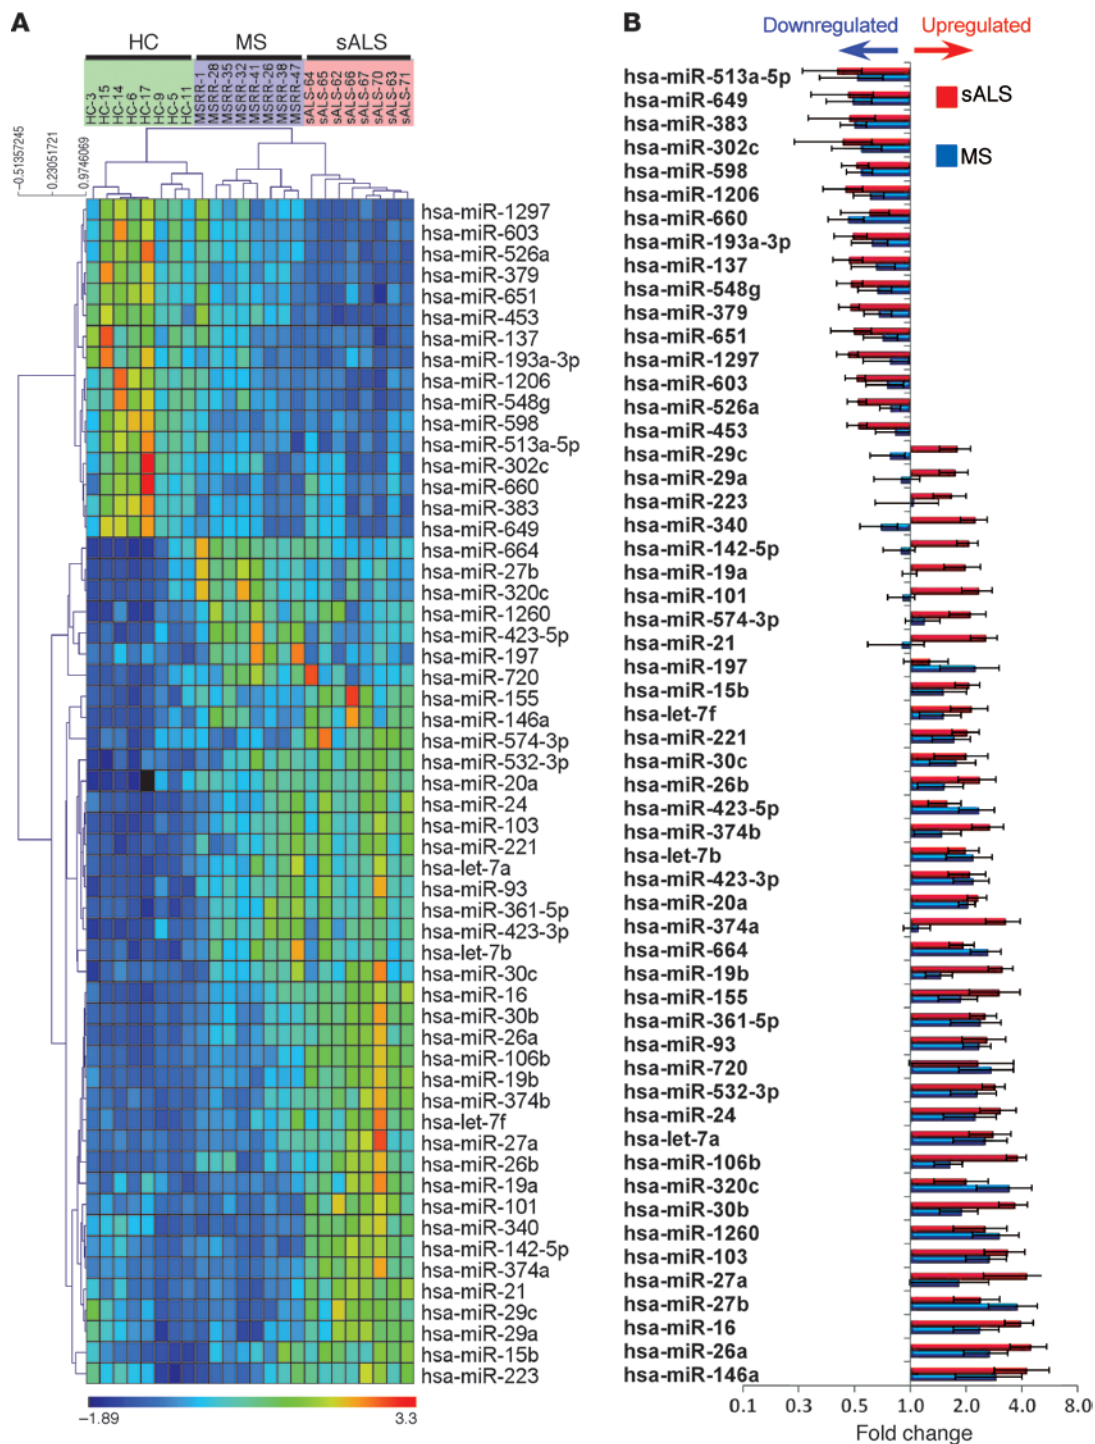 A
HC MS sALS
HC-3
HC-15
HC-14
HC-6
HC-17
HC-9
HC-5
HC-11
MSRR-1
MSRR-28
MSRR-35
MSRR-32
MSRR-41
MSRR-26
MSRR-38
MSRR-47
sALS-64
sALS-65
sALS-62
sALS-66
sALS-67
sALS-70
sALS-63
sALS-71
−0.51357245
0.23051721
0.9746069
hsa-miR-1297
hsa-miR-603
hsa-miR-526a
hsa-miR-379
hsa-miR-651
hsa-miR-453
hsa-miR-137
hsa-miR-193a-3p
hsa-miR-1206
hsa-miR-548g
hsa-miR-598
hsa-miR-513a-5p
hsa-miR-302c
hsa-miR-660
hsa-miR-383
hsa-miR-649
hsa-miR-664
hsa-miR-27b
hsa-miR-320c
hsa-miR-1260
hsa-miR-423-5p
hsa-miR-197
hsa-miR-720
hsa-miR-155
hsa-miR-146a
hsa-miR-574-3p
hsa-miR-532-3p
hsa-miR-20a
hsa-miR-24
hsa-miR-103
hsa-miR-221
hsa-let-7a
hsa-miR-93
hsa-miR-361-5p
hsa-miR-423-3p
hsa-let-7b
hsa-miR-30c
hsa-miR-16
hsa-miR-30b
hsa-miR-26a
hsa-miR-106b
hsa-miR-19b
hsa-miR-374b
hsa-let-7f
hsa-miR-27a
hsa-miR-26b
hsa-miR-19a
hsa-miR-101
hsa-miR-340
hsa-miR-142-5p
hsa-miR-374a
hsa-miR-21
hsa-miR-29c
hsa-miR-29a
hsa-miR-15b
hsa-miR-223
−1.89 3.3
B
Downregulated Upregulated
sALS
MS
hsa-miR-513a-5p
hsa-miR-649
hsa-miR-383
hsa-miR-302c
hsa-miR-598
hsa-miR-1206
hsa-miR-660
hsa-miR-193a-3p
hsa-miR-137
hsa-miR-548g
hsa-miR-379
hsa-miR-651
hsa-miR-1297
hsa-miR-603
hsa-miR-526a
hsa-miR-453
hsa-miR-29c
hsa-miR-29a
hsa-miR-223
hsa-miR-340
hsa-miR-142-5p
hsa-miR-19a
hsa-miR-101
hsa-miR-574-3p
hsa-miR-21
hsa-miR-197
hsa-miR-15b
hsa-let-7f
hsa-miR-221
hsa-miR-30c
hsa-miR-26b
hsa-miR-423-5p
hsa-miR-374b
hsa-let-7b
hsa-miR-423-3p
hsa-miR-20a
hsa-miR-374a
hsa-miR-664
hsa-miR-19b
hsa-miR-155
hsa-miR-361-5p
hsa-miR-93
hsa-miR-720
hsa-miR-532-3p
hsa-miR-24
hsa-let-7a
hsa-miR-106b
hsa-miR-320c
hsa-miR-30b
hsa-miR-1260
hsa-miR-103
hsa-miR-27a
hsa-miR-27b
hsa-miR-16
hsa-miR-26a
hsa-miR-146a
0.1 0.3 0.5 1.0 2.0 4.0 8.0
Fold change